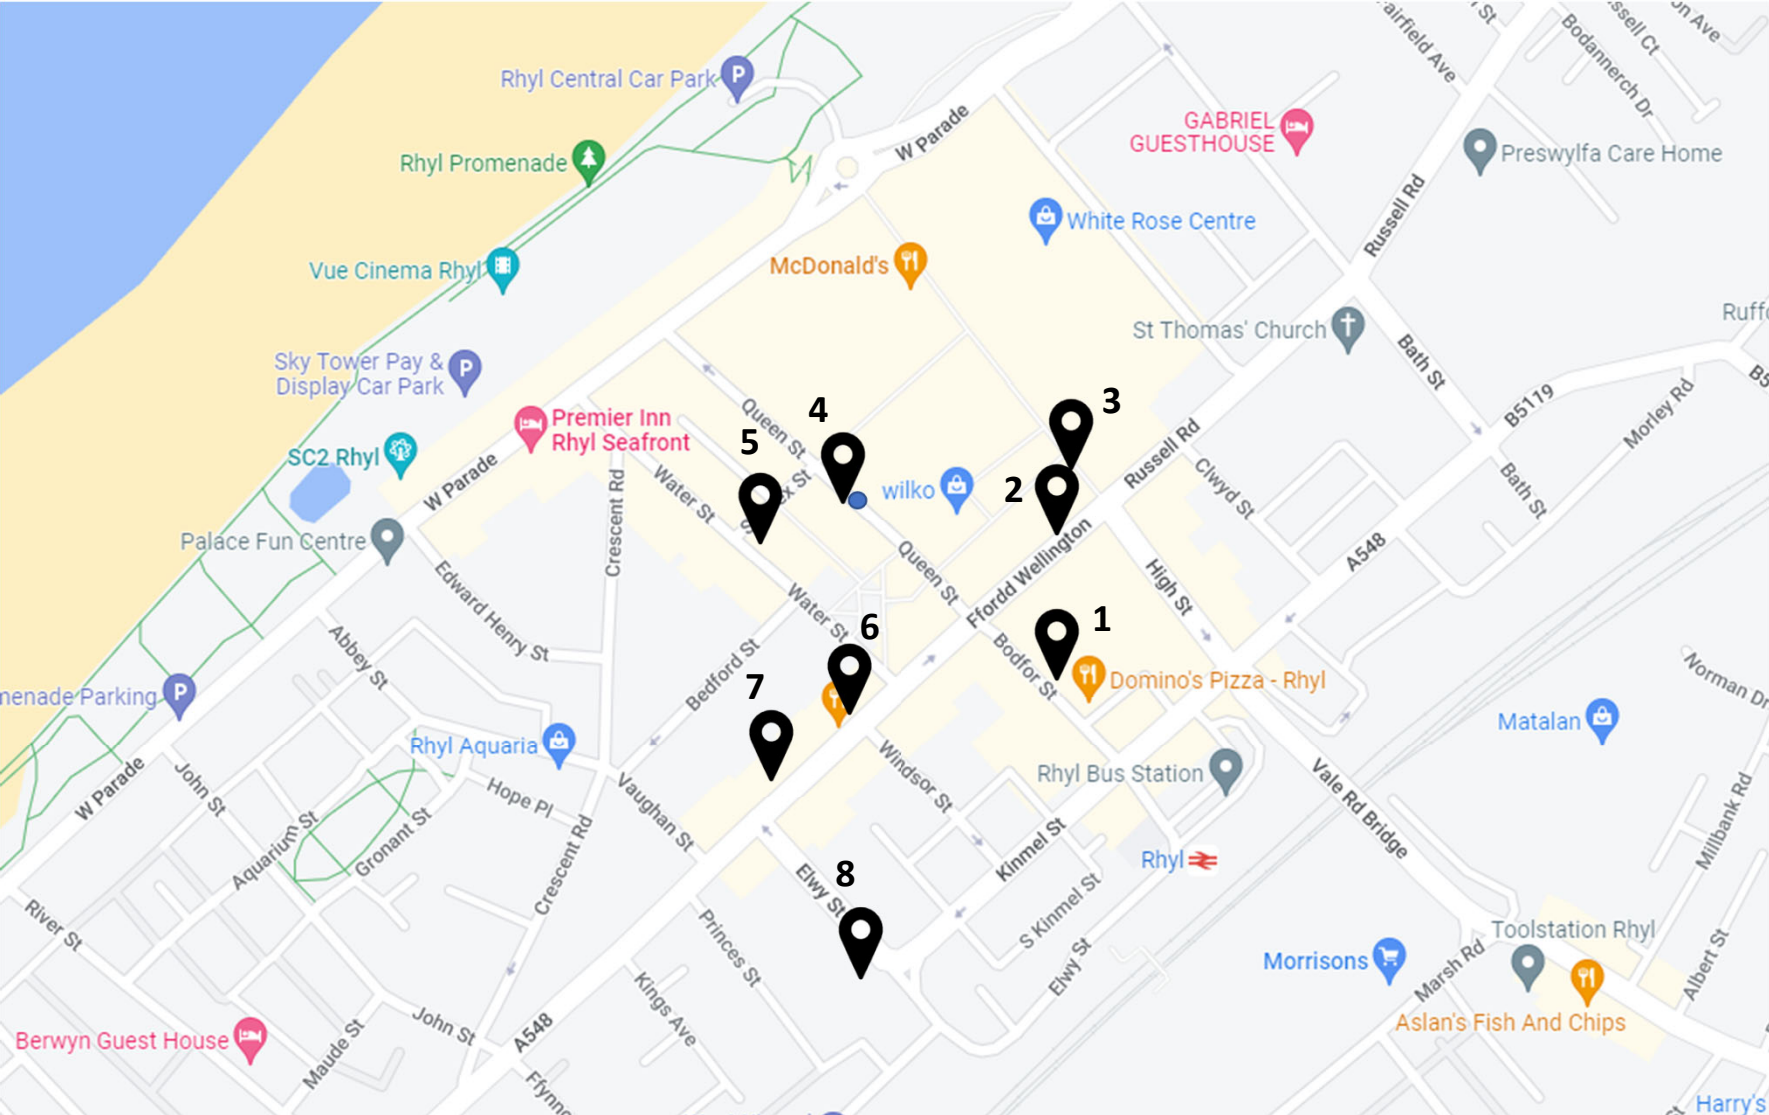 Rhyl Central Car Park
W Parade
Rhyl Promenade
Vue Cinema Rhyl
McDonald's
White Rose Centre
GABRIEL
GUESTHOUSE
Preswylfa Care Home
Bodannerch Dr
Russell Rd
St Thomas' Church
Bath St
B5119
Morley Rd
Sky Tower Pay &
Display Car Park
Premier Inn
Rhyl Seafront
SC2 Rhyl
W Parade
Palace Fun Centre
Queen St
4
5
3
2
wilko
Water St
Crescent Rd
Russell Rd
Clwyd St
Bath St
A548
Edward Henry St
Queen St
Ffordd Wellington
High St
Water St
6
1
Bodfor St
Domino's Pizza - Rhyl
Abbey St
Bedford St
7
Rhyl Aquaria
Windsor St
Rhyl Bus Station
Matalan
Norman Dr
W Parade
John St
Hope Pl
Vaughan St
Kinmel St
Rhyl
Vale Rd Bridge
Millbank Rd
Aquarium St
Gronant St
Crescent Rd
8
Elwy St
S Kinmel St
River St
Princes St
Elwy St
Morrisons
Marsh Rd
Toolstation Rhyl
Albert St
Aslan's Fish And Chips
Kings Ave
John St
A548
Berwyn Guest House
Maude St
Harry's